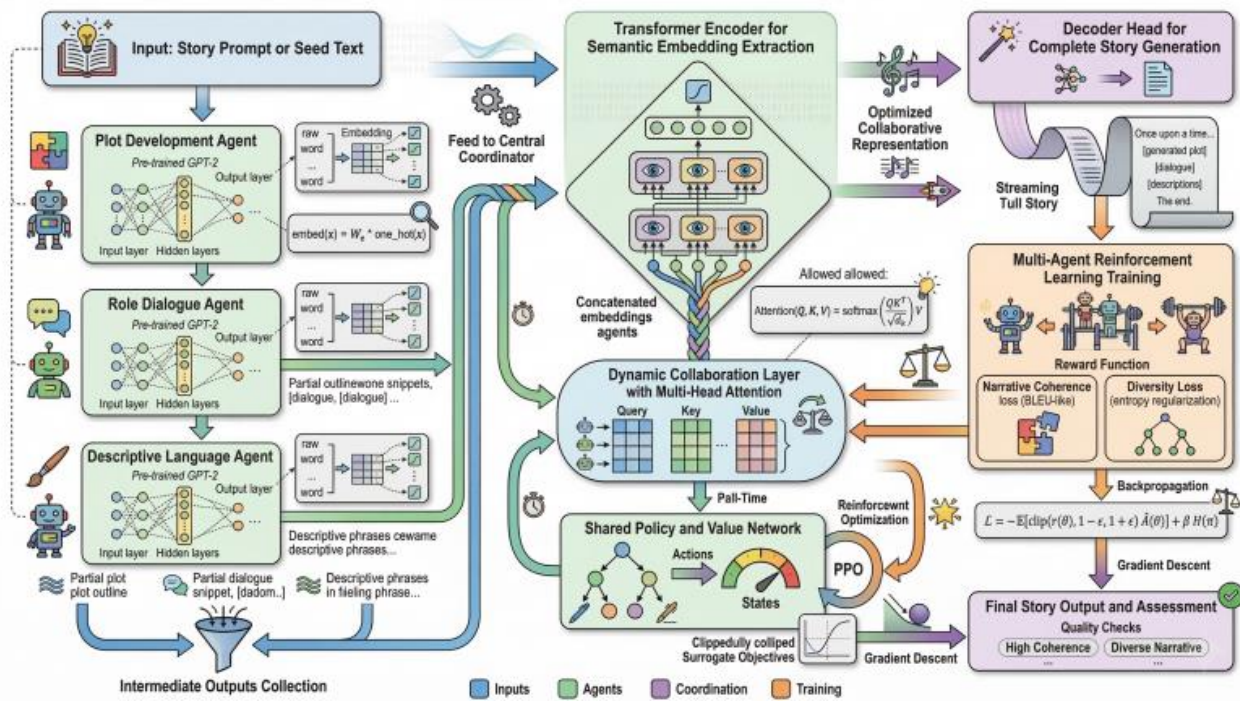 Input: Story Prompt or Seed Text
Plot Development Agent
Pre-trained GPT-2
Output layer
Input layer
Hidden layers
raw
Embedding
word
...
word
embed(x) = Wₑ * one_hot(x)
Role Dialogue Agent
Pre-trained GPT-2
Output layer
Input layer
Hidden layers
raw
word
...
word
Partial outlinewone snippets,
[dialogue, [dialogue] ...
Descriptive Language Agent
Pre-trained GPT-2
Output layer
Input layer
Hidden layers
raw
word
...
word
Descriptive phrases cewame
descriptive phrases...
Partial plot
plot outline
Partial dialogue
snippet, [dadom..]
Descriptive phrases
in fiieling phrase...
Intermediate Outputs Collection
Feed to Central
Coordinator
Transformer Encoder for
Semantic Embedding Extraction
Concatenated
embeddings
agents
Allowed allowed:
Attention(Q, K, V) = softmax (QKᵀ / √dₖ) V
Dynamic Collaboration Layer
with Multi-Head Attention
Query
Key
Value
Pall-Time
Reinforcewnt
Optimization
Shared Policy and Value Network
Actions
States
PPO
Clippedully colliped
Surrogate Objectives
Gradient Descent
Optimized
Collaborative
Representation
Decoder Head for
Complete Story Generation
Streaming
Tull Story
Once upon a time...
[generated plot]
[dialogue]
[descriptions]
The end.
Multi-Agent Reinforcement
Learning Training
Reward Function
Narrative Coherence
loss (BLEU-like)
Diversity Loss
(entropy regularization)
Backpropagation
ℒ = −𝔼[clip(r(θ), 1 − ϵ, 1 + ϵ) Â(θ)] + β H(π)
Gradient Descent
Final Story Output and Assessment
Quality Checks
High Coherence
Diverse Narrative
...
...
Inputs
Agents
Coordination
Training